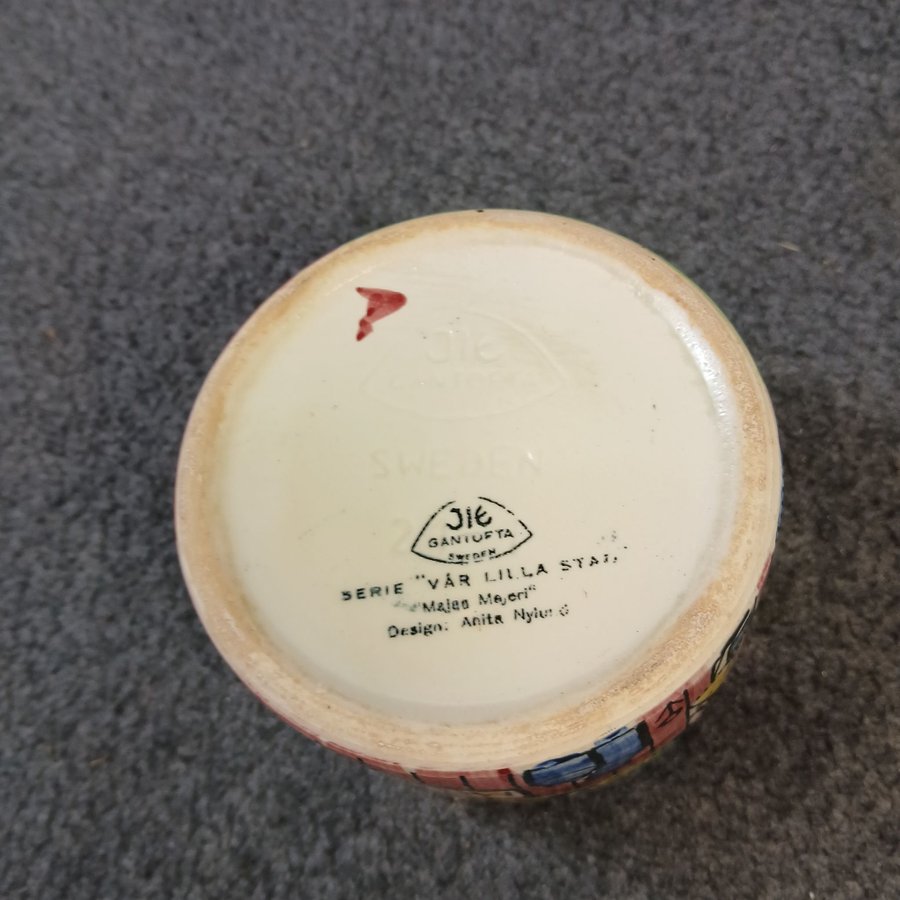 JIE
GANTOFTA
SWEDEN
JIE
GANTOFTA
SWEDEN
SERIE "VÅR LILLA STAD"
"Majas Mejeri"
Design: Anita Nylund